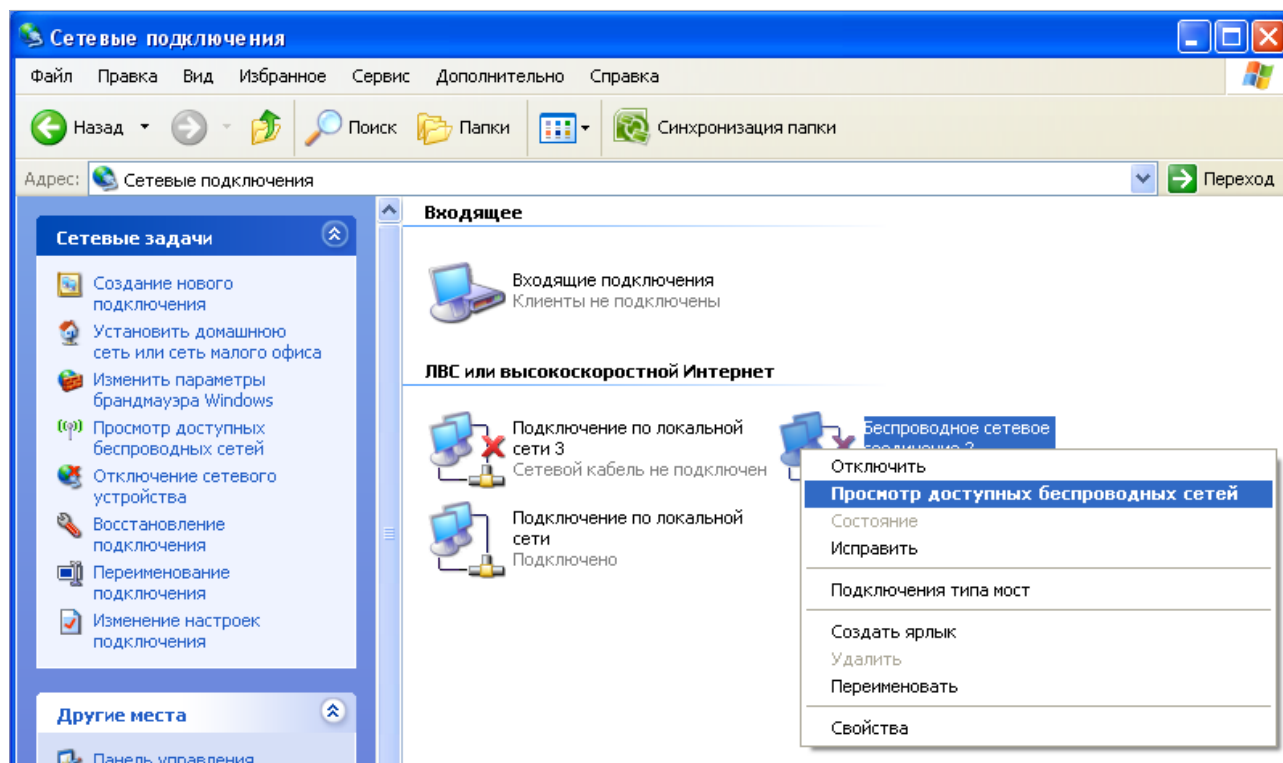 Сетевые подключения
Файл Правка Вид Избранное Сервис Дополнительно Справка
Назад Поиск Папки Синхронизация папки
Адрес: Сетевые подключения Переход
Сетевые задачи
Создание нового
подключения
Установить домашнюю
сеть или сеть малого офиса
Изменить параметры
брандмауэра Windows
Просмотр доступных
беспроводных сетей
Отключение сетевого
устройства
Восстановление
подключения
Переименование
подключения
Изменение настроек
подключения
Другие места
Панель управления
Входящее
Входящие подключения
Клиенты не подключены
ЛВС или высокоскоростной Интернет
Подключение по локальной
сети 3
Сетевой кабель не подключен
Подключение по локальной
сети
Подключено
Беспроводное сетевое
соединение 2
Отключить
Просмотр доступных беспроводных сетей
Состояние
Исправить
Подключения типа мост
Создать ярлык
Удалить
Переименовать
Свойства